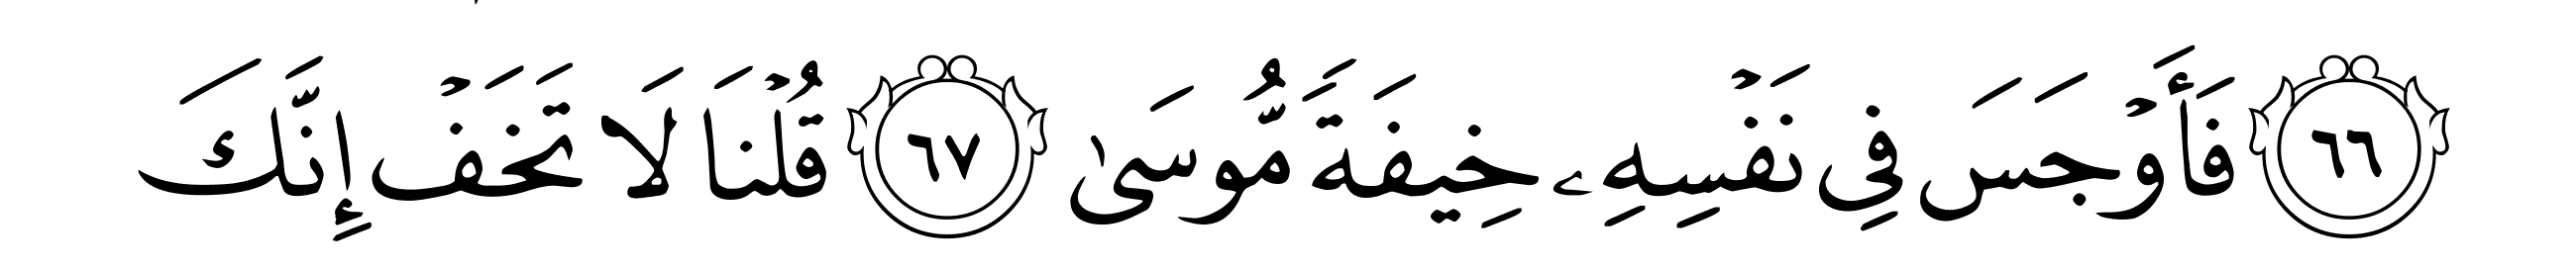 ٦٦ فَأَوۡجَسَ فِي نَفۡسِهِۦ خِيفَةٗ مُّوسَىٰ ٦٧ قُلۡنَا لَا تَخَفۡ إِنَّكَ